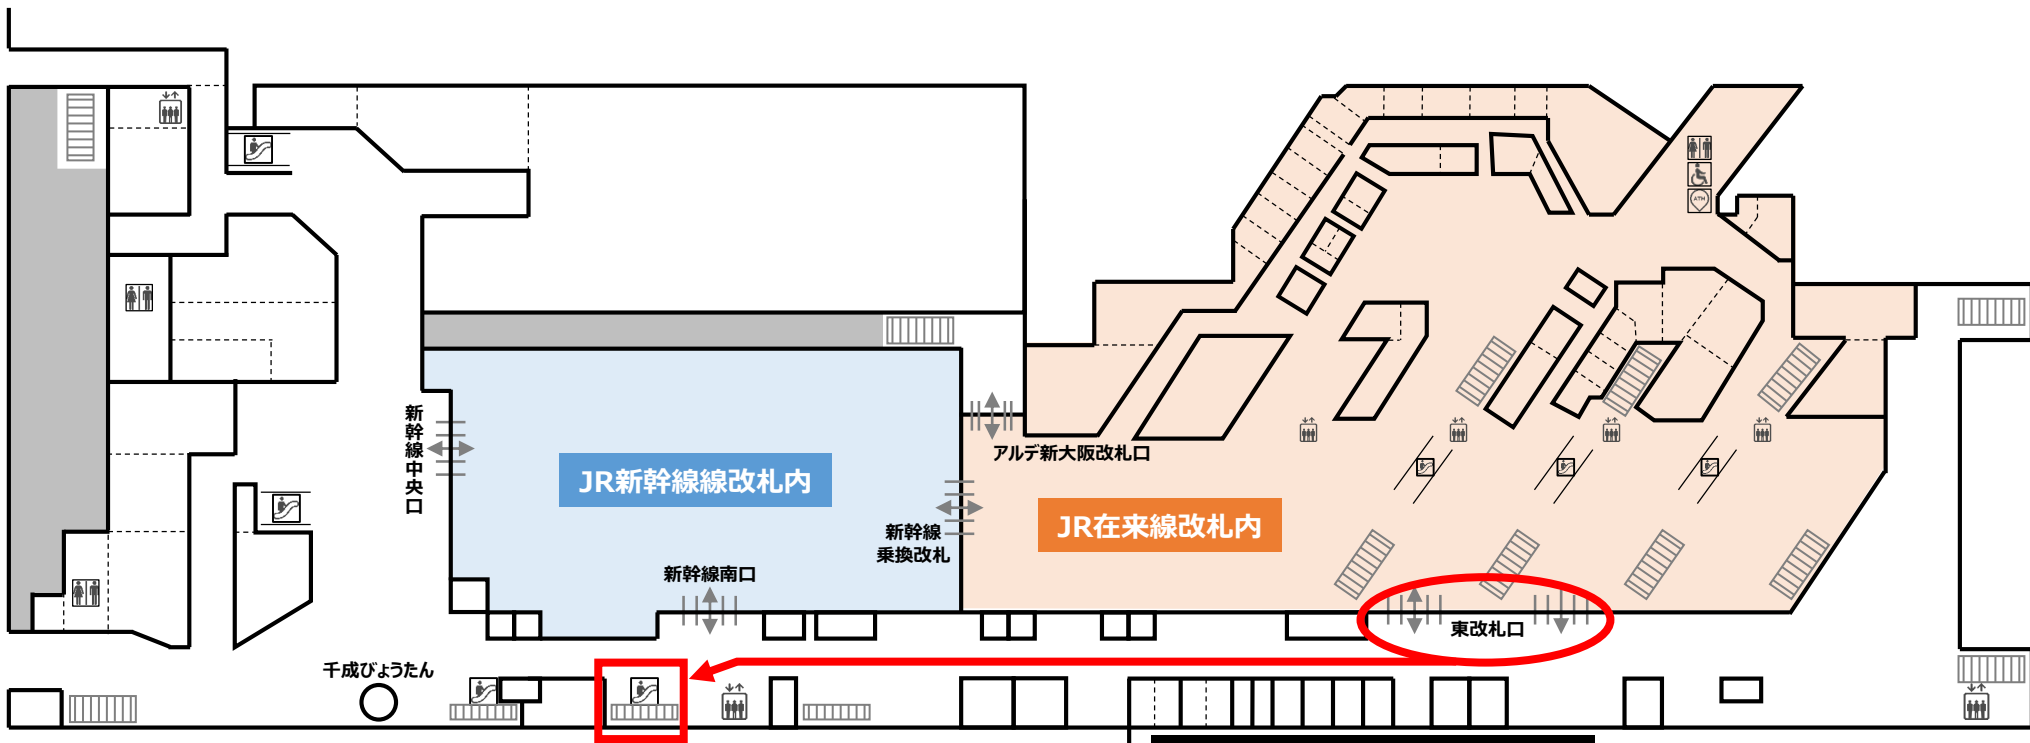 ATM
新幹線中央口
アルデ新大阪改札口
JR新幹線線改札内
JR在来線改札内
新幹線
乗換改札
新幹線南口
東改札口
千成びょうたん